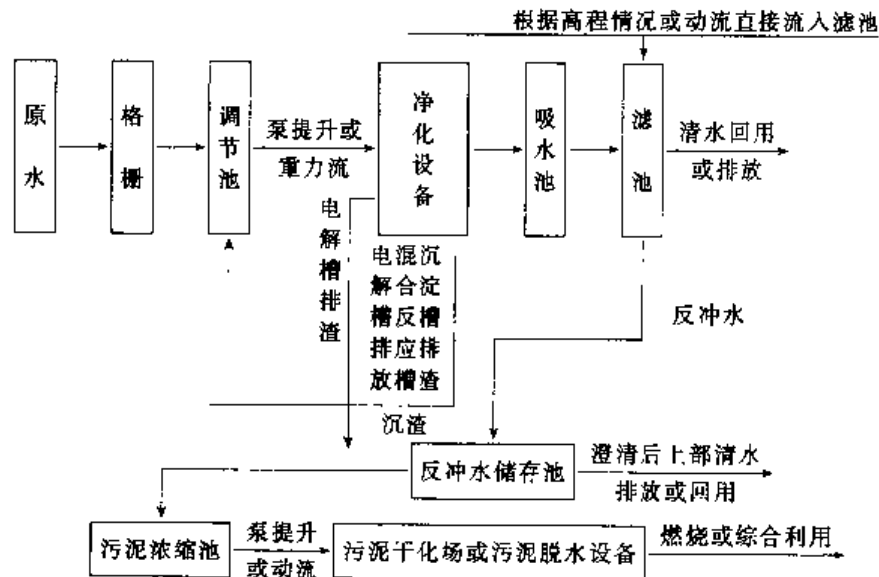 根据高程情况或动流直接流入滤池
原水
格栅
调节池
泵提升或
重力流
净化设备
吸水池
滤池
清水回用
或排放
电解槽排渣
电解槽排放
混合反应槽
沉淀槽排渣
沉渣
反冲水
反冲水储存池
澄清后上部清水
排放或回用
污泥浓缩池
泵提升
或动流
污泥干化场或污泥脱水设备
燃烧或综合利用